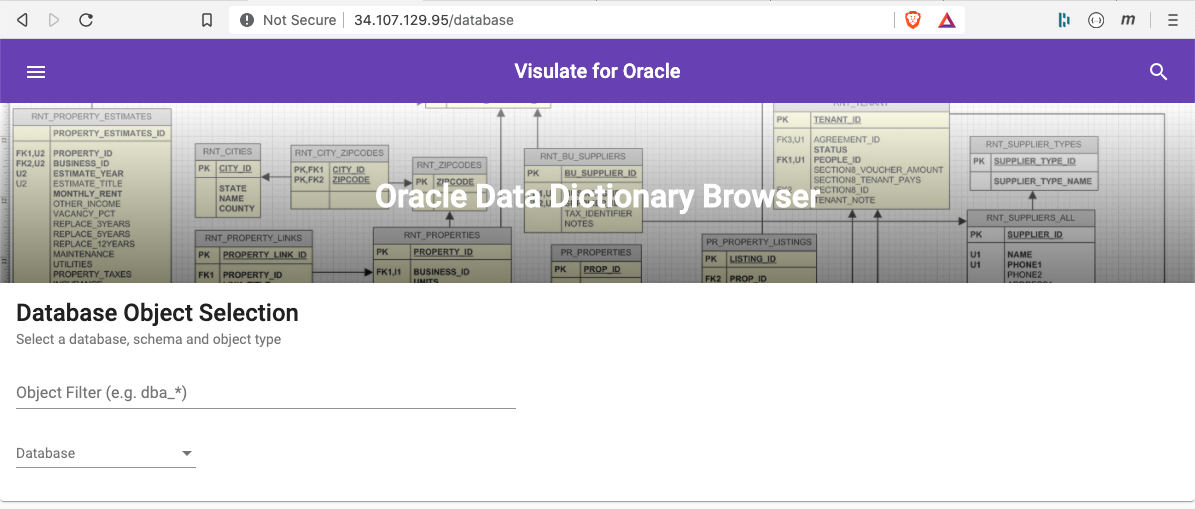 Not Secure 34.107.129.95/database
Visulate for Oracle
RNT_PROPERTY_ESTIMATES
PROPERTY_ESTIMATES_ID
FK1,U2 PROPERTY_ID
FK2,U2 BUSINESS_ID
U2 ESTIMATE_YEAR
U2 ESTIMATE_TITLE
MONTHLY_RENT
OTHER_INCOME
VACANCY_PCT
REPLACE_3YEARS
REPLACE_5YEARS
REPLACE_12YEARS
MAINTENANCE
UTILITIES
PROPERTY_TAXES
INSURANCE
RNT_CITIES
PK CITY_ID
STATE
NAME
COUNTY
RNT_CITY_ZIPCODES
PK,FK1 CITY_ID
PK,FK2 ZIPCODE
RNT_ZIPCODES
PK ZIPCODE
RNT_BU_SUPPLIERS
PK BU_SUPPLIER_ID
TAX_IDENTIFIER
NOTES
RNT_TENANT
PK TENANT_ID
FK3,U1 AGREEMENT_ID
STATUS
FK1,U1 PEOPLE_ID
SECTION8_VOUCHER_AMOUNT
SECTION8_TENANT_PAYS
SECTION8_ID
TENANT_NOTE
RNT_SUPPLIER_TYPES
PK SUPPLIER_TYPE_ID
SUPPLIER_TYPE_NAME
Oracle Data Dictionary Browser
RNT_PROPERTY_LINKS
PK PROPERTY_LINK_ID
FK1 PROPERTY_ID
RNT_PROPERTIES
PK PROPERTY_ID
FK1,I1 BUSINESS_ID
UNITS
PR_PROPERTIES
PK PROP_ID
PR_PROPERTY_LISTINGS
PK LISTING_ID
FK2 PROP_ID
RNT_SUPPLIERS_ALL
PK SUPPLIER_ID
U1 NAME
U1 PHONE1
PHONE2
Database Object Selection
Select a database, schema and object type
Object Filter (e.g. dba_*)
Database